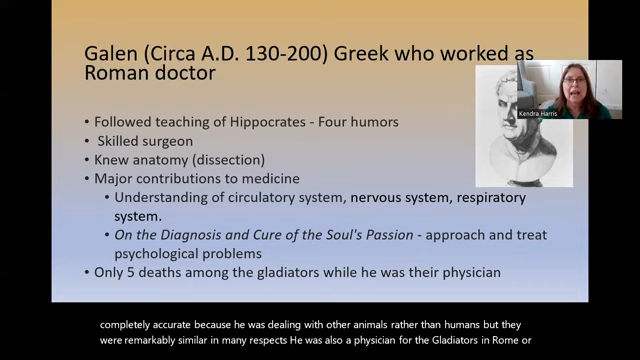 Galen (Circa A.D. 130-200) Greek who worked as
Roman doctor
Kendra Harris
• Followed teaching of Hippocrates - Four humors
• Skilled surgeon
• Knew anatomy (dissection)
• Major contributions to medicine
• Understanding of circulatory system, nervous system, respiratory
system.
• On the Diagnosis and Cure of the Soul's Passion - approach and treat
psychological problems
• Only 5 deaths among the gladiators while he was their physician
completely accurate because he was dealing with other animals rather than humans but they
were remarkably similar in many respects He was also a physician for the Gladiators in Rome or